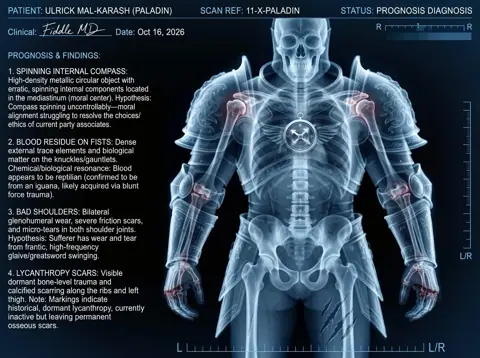 PATIENT: ULRICK MAL-KARASH (PALADIN)
SCAN REF: 11-X-PALADIN
STATUS: PROGNOSIS DIAGNOSIS
Clinical: Fiddle MD Date: Oct 16, 2026
R R
PROGNOSIS & FINDINGS:
1. SPINNING INTERNAL COMPASS:
High-density metallic circular object with
erratic, spinning internal components located
in the mediastinum (moral center). Hypothesis:
Compass spinning uncontrollably—moral
alignment struggling to resolve the choices/
ethics of current party associates.
2. BLOOD RESIDUE ON FISTS: Dense
external trace elements and biological
matter on the knuckles/gauntlets.
Chemical/biological resonance: Blood
appears to be reptilian (confirmed to be
from an iguana, likely acquired via blunt
force trauma).
3. BAD SHOULDERS: Bilateral
glenohumeral wear, severe friction scars,
and micro-tears in both shoulder joints.
Hypothesis: Sufferer has wear and tear
from frantic, high-frequency
glaive/greatsword swinging.
4. LYCANTHROPY SCARS: Visible
dormant bone-level trauma and
calcified scarring along the ribs and left
thigh. Note: Markings indicate
historical, dormant lycanthropy, currently
inactive but leaving permanent
osseous scars.
L/R
L L/R